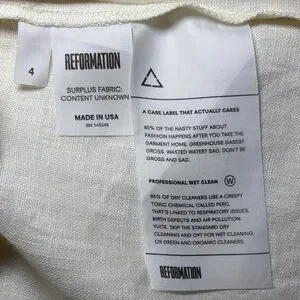 4
REFORMATION
SURPLUS FABRIC:
CONTENT UNKNOWN
MADE IN USA
RN 143248
A CARE LABEL THAT ACTUALLY CARES
60% OF THE NASTY STUFF ABOUT
FASHION HAPPENS AFTER YOU TAKE THE
GARMENT HOME. GREENHOUSE GASES?
GROSS. WASTED WATER? SAD. DON'T BE
GROSS AND SAD.
PROFESSIONAL WET CLEAN W
85% OF DRY CLEANERS USE A CREEPY
TOXIC CHEMICAL CALLED PERC,
THAT'S LINKED TO RESPIRATORY ISSUES,
BIRTH DEFECTS AND AIR POLLUTION.
YUCK. SKIP THE STANDARD DRY
CLEANING AND OPT FOR WET CLEANING,
OR GREEN AND ORGANIC CLEANERS.
REFORMATION